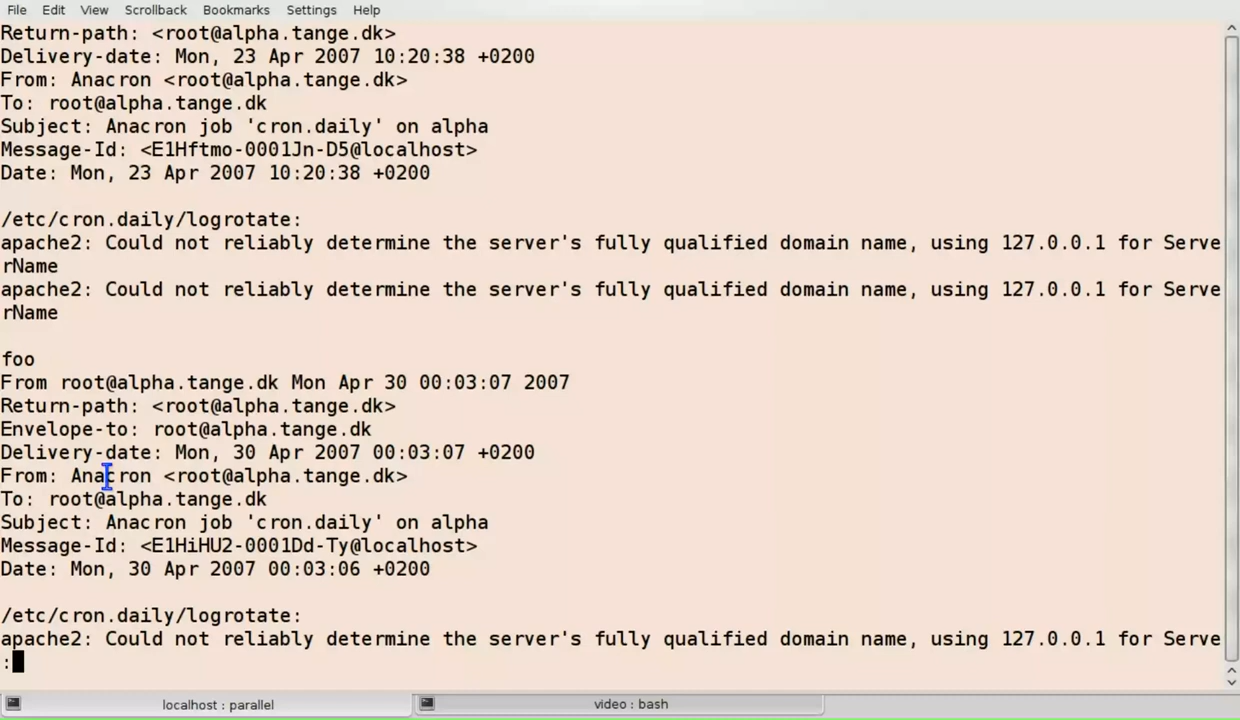 File Edit View Scrollback Bookmarks Settings Help
Return-path: <root@alpha.tange.dk>
Delivery-date: Mon, 23 Apr 2007 10:20:38 +0200
From: Anacron <root@alpha.tange.dk>
To: root@alpha.tange.dk
Subject: Anacron job 'cron.daily' on alpha
Message-Id: <E1Hftmo-0001Jn-D5@localhost>
Date: Mon, 23 Apr 2007 10:20:38 +0200
/etc/cron.daily/logrotate:
apache2: Could not reliably determine the server's fully qualified domain name, using 127.0.0.1 for Serve
rName
apache2: Could not reliably determine the server's fully qualified domain name, using 127.0.0.1 for Serve
rName
foo
From root@alpha.tange.dk Mon Apr 30 00:03:07 2007
Return-path: <root@alpha.tange.dk>
Envelope-to: root@alpha.tange.dk
Delivery-date: Mon, 30 Apr 2007 00:03:07 +0200
From: Anacron <root@alpha.tange.dk>
To: root@alpha.tange.dk
Subject: Anacron job 'cron.daily' on alpha
Message-Id: <E1HiHU2-0001Dd-Ty@localhost>
Date: Mon, 30 Apr 2007 00:03:06 +0200
/etc/cron.daily/logrotate:
apache2: Could not reliably determine the server's fully qualified domain name, using 127.0.0.1 for Serve
:
localhost : parallel
video : bash